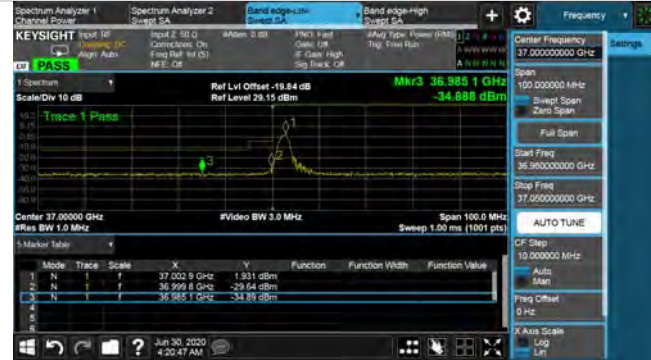 Spectrum Analyzer 1
Channel Power
Spectrum Analyzer 2
Swept SA
Band edge-Low
Swept SA
Band edge-High
Swept SA
+
Frequency
KEYSIGHT
Input: RF
Coupling: DC
Align: Auto
Input Z: 50 Ω
Corrections: On
Freq Ref: Int (S)
NFE: Off
#Atten: 0 dB
PNO: Fast
Gate: Off
IF Gain: High
Sig Track: Off
#Avg Type: Power (RMS)
Trig: Free Run
PASS
1 Spectrum
Scale/Div 10 dB
Ref Lvl Offset -19.84 dB
Ref Level 29.15 dBm
Mkr3 36.985 1 GHz
-34.888 dBm
Trace 1 Pass
1
2
3
Center 37.00000 GHz
#Res BW 1.0 MHz
#Video BW 3.0 MHz
Span 100.0 MHz
Sweep 1.00 ms (1001 pts)
5 Marker Table
Mode Trace Scale X Y Function Function Width Function Value
1 N 1 f 37.002 9 GHz 1.931 dBm
2 N 1 f 36.999 8 GHz -29.64 dBm
3 N 1 f 36.985 1 GHz -34.89 dBm
4
5
6
Jun 30, 2020
4:20:47 AM
Center Frequency
37.000000000 GHz
Settings
Span
100.000000 MHz
Swept Span
Zero Span
Full Span
Start Freq
36.950000000 GHz
Stop Freq
37.050000000 GHz
AUTO TUNE
CF Step
10.000000 MHz
Auto
Man
Freq Offset
0 Hz
X Axis Scale
Log
Lin